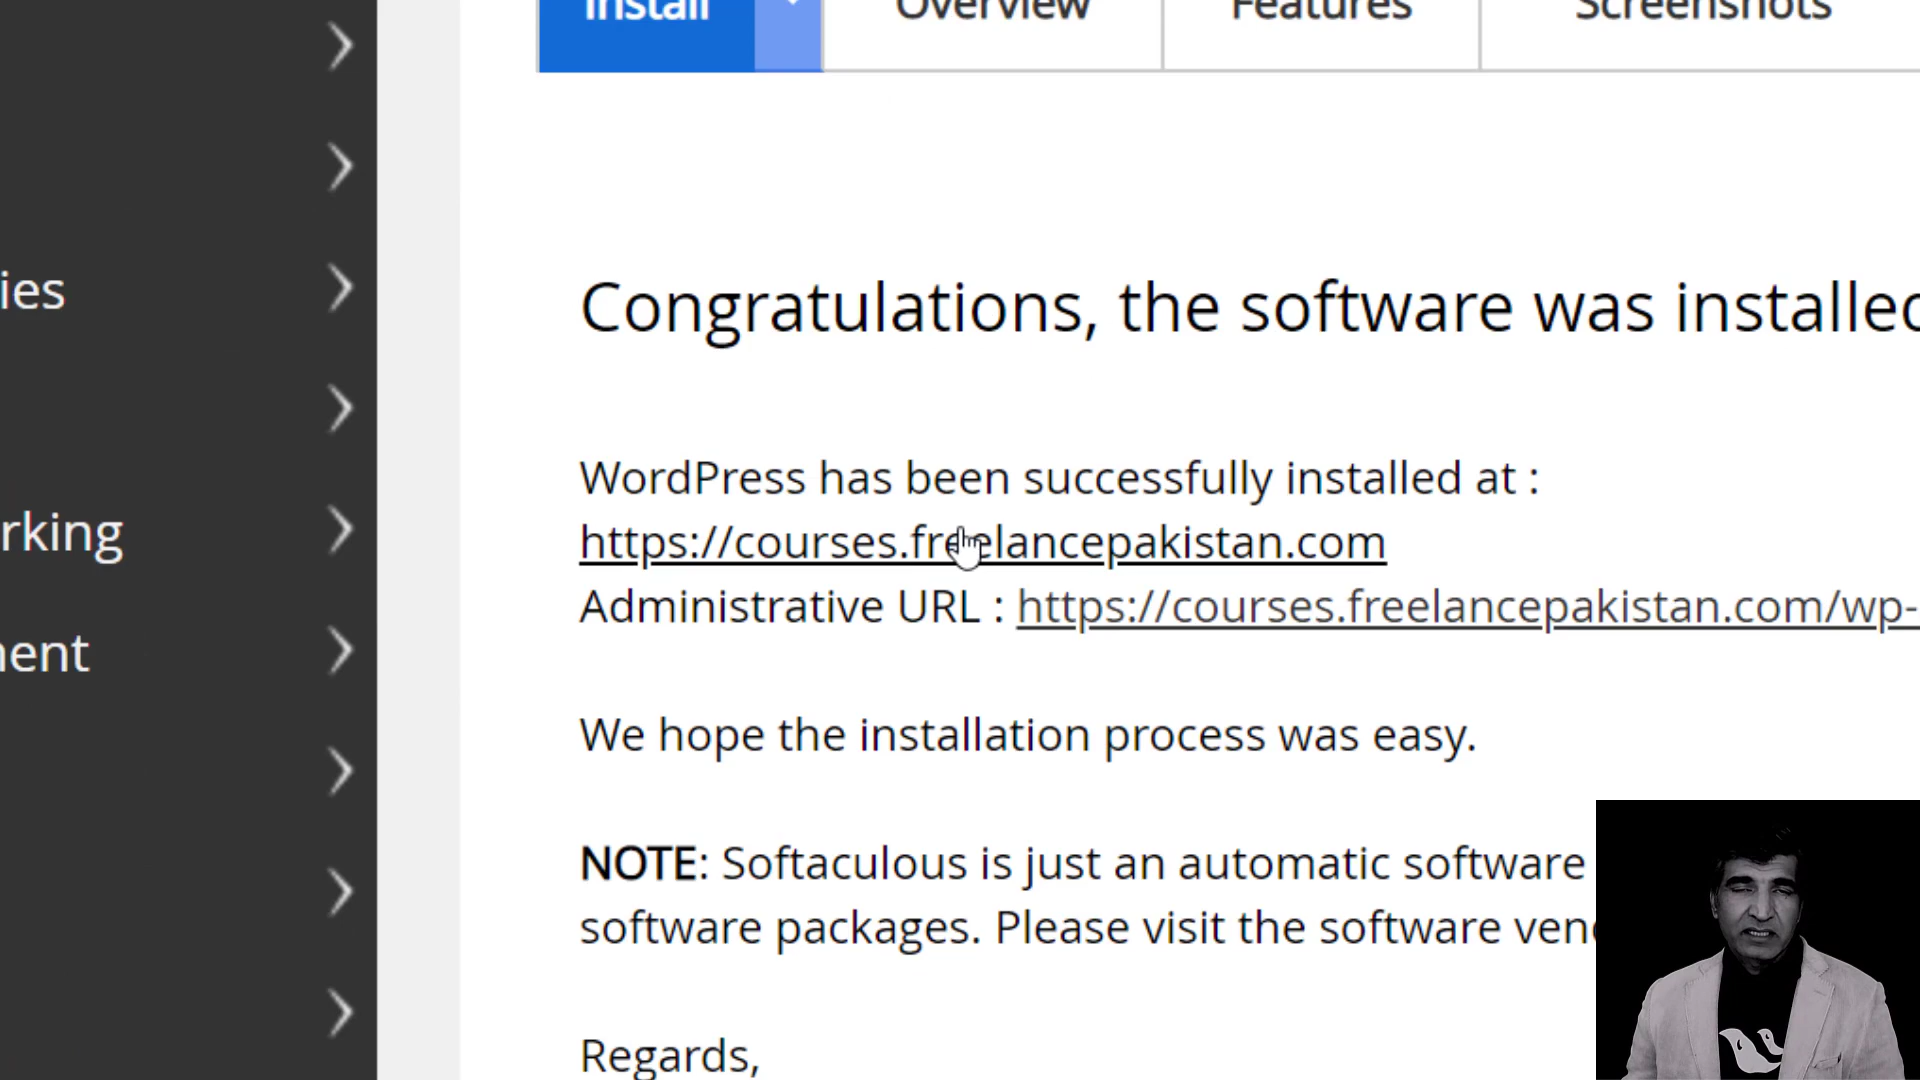 Install
Overview
Features
Screenshots
Congratulations, the software was installed
WordPress has been successfully installed at :
https://courses.freelancepakistan.com
Administrative URL : https://courses.freelancepakistan.com/wp-
We hope the installation process was easy.
NOTE: Softaculous is just an automatic software
software packages. Please visit the software
Regards,
ies
rking
ent